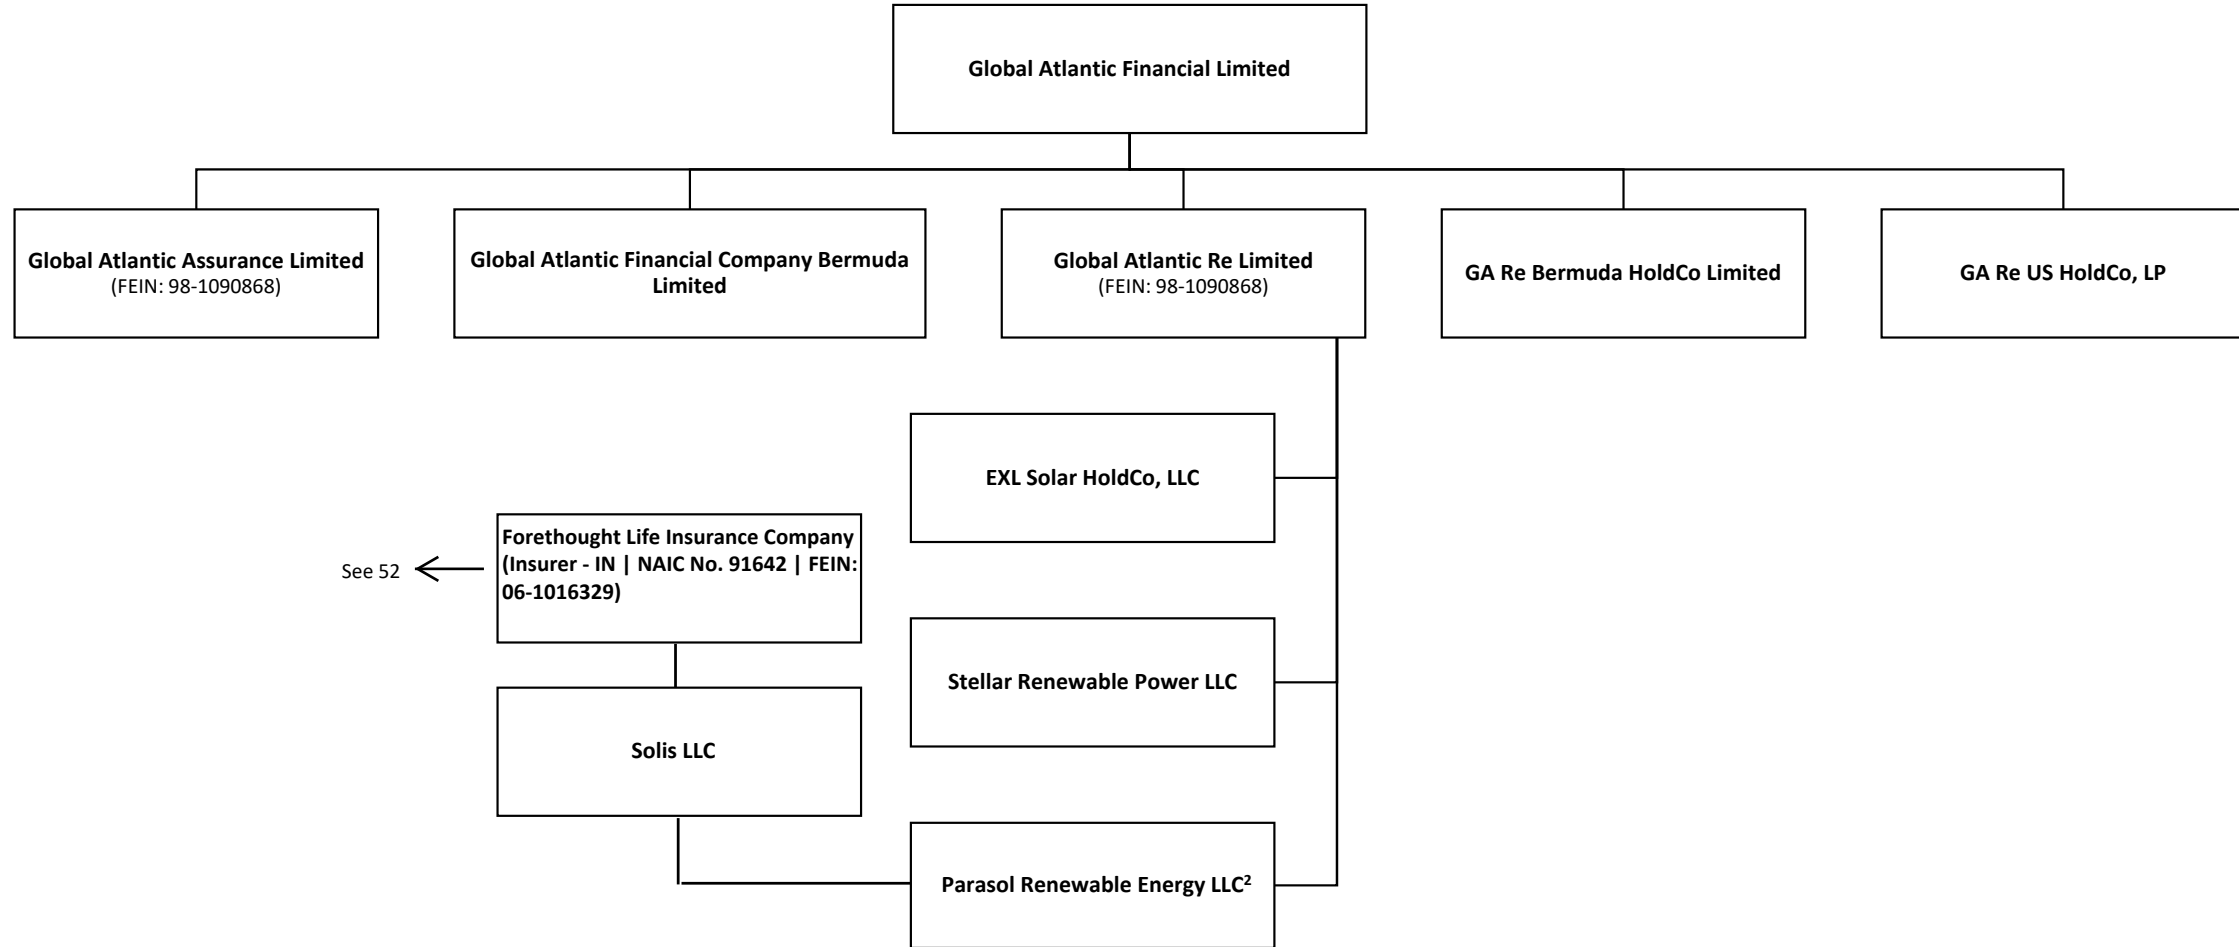 Global Atlantic Financial Limited
Global Atlantic Assurance Limited
(FEIN: 98-1090868)
Global Atlantic Financial Company Bermuda
Limited
Global Atlantic Re Limited
(FEIN: 98-1090868)
GA Re Bermuda HoldCo Limited
GA Re US HoldCo, LP
EXL Solar HoldCo, LLC
Forethought Life Insurance Company
(Insurer - IN | NAIC No. 91642 | FEIN:
06-1016329)
See 52
Stellar Renewable Power LLC
Solis LLC
Parasol Renewable Energy LLC²